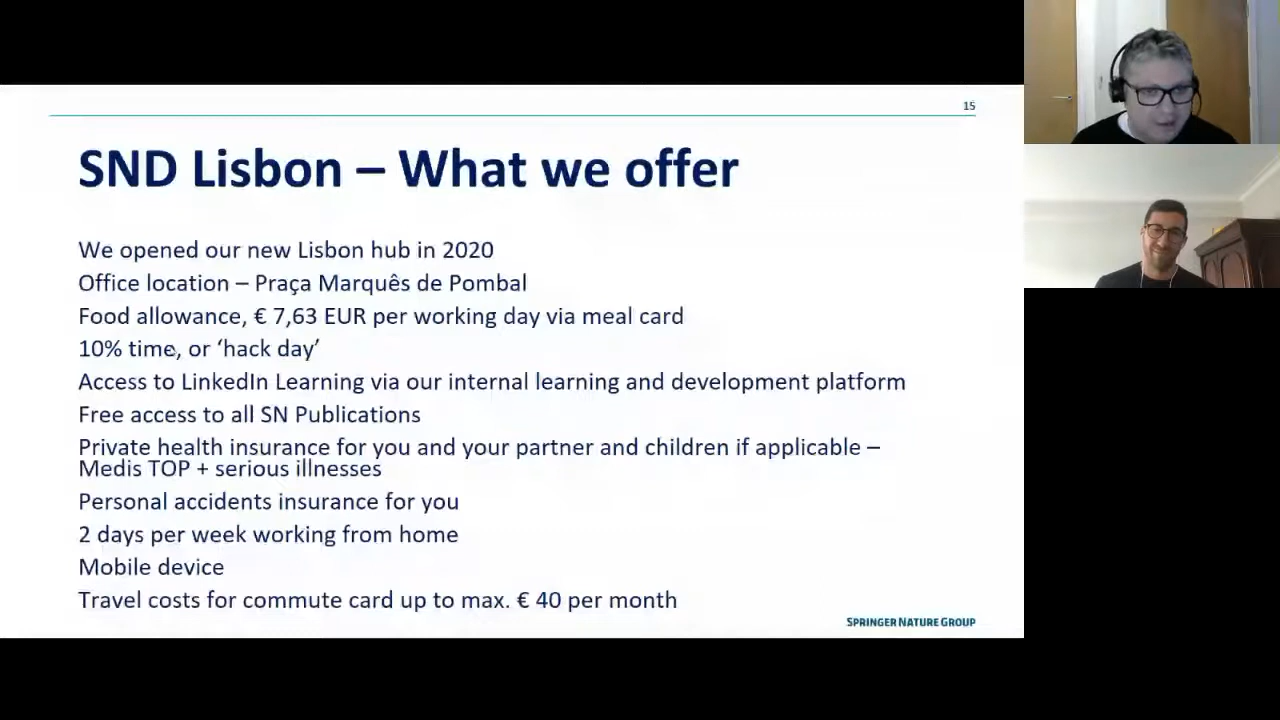 15
SND Lisbon – What we offer
We opened our new Lisbon hub in 2020
Office location – Praça Marquês de Pombal
Food allowance, € 7,63 EUR per working day via meal card
10% time, or ‘hack day’
Access to LinkedIn Learning via our internal learning and development platform
Free access to all SN Publications
Private health insurance for you and your partner and children if applicable –
Medis TOP + serious illnesses
Personal accidents insurance for you
2 days per week working from home
Mobile device
Travel costs for commute card up to max. € 40 per month
SPRINGER NATURE GROUP